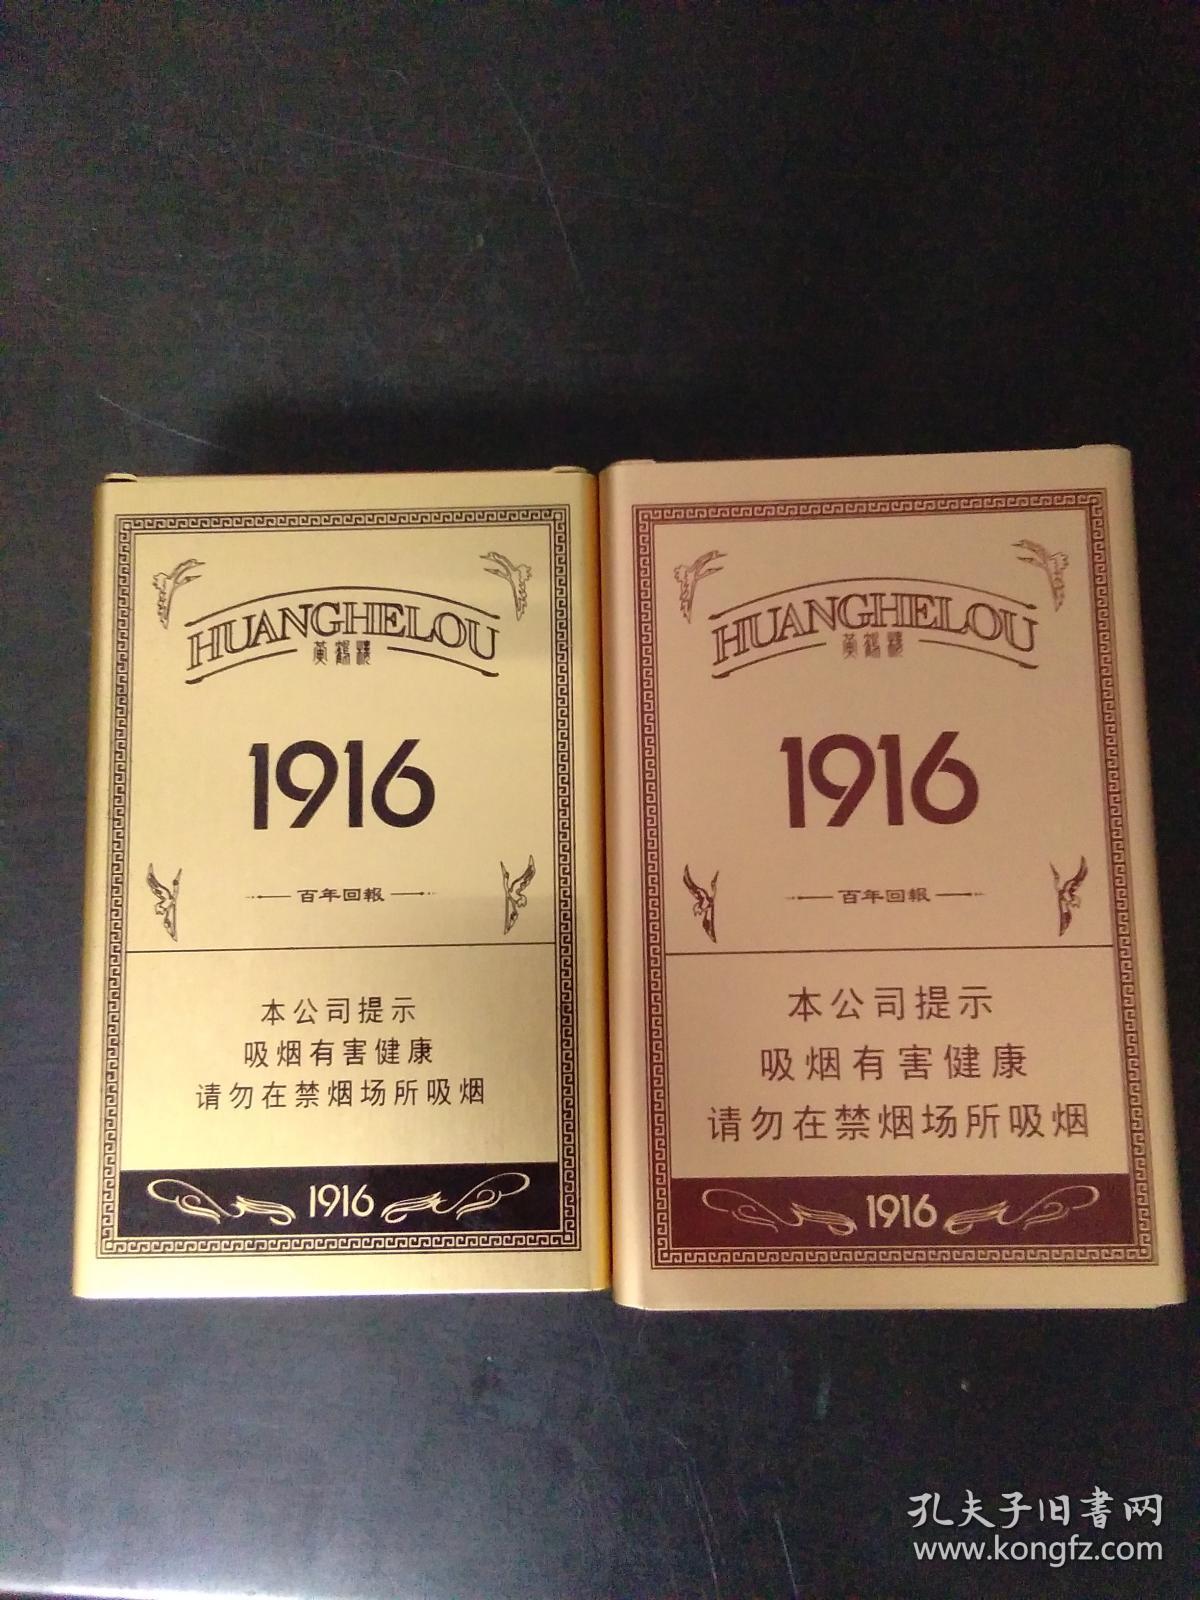 HUANGHELOU
黄鹤楼
1916
百年回報
本公司提示
吸烟有害健康
请勿在禁烟场所吸烟
1916
HUANGHELOU
黄鹤楼
1916
百年回報
本公司提示
吸烟有害健康
请勿在禁烟场所吸烟
1916
孔夫子旧書网
www.kongfz.com